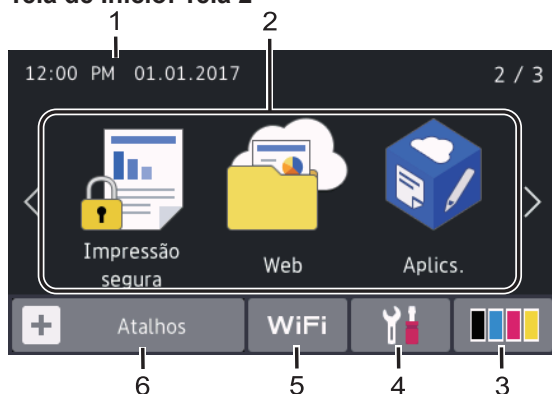 Tela de Início: Tela 2
1
2
12:00 PM 01.01.2017
2 / 3
Impressão
segura
Web
Aplics.
Atalhos
WiFi
6
5
4
3